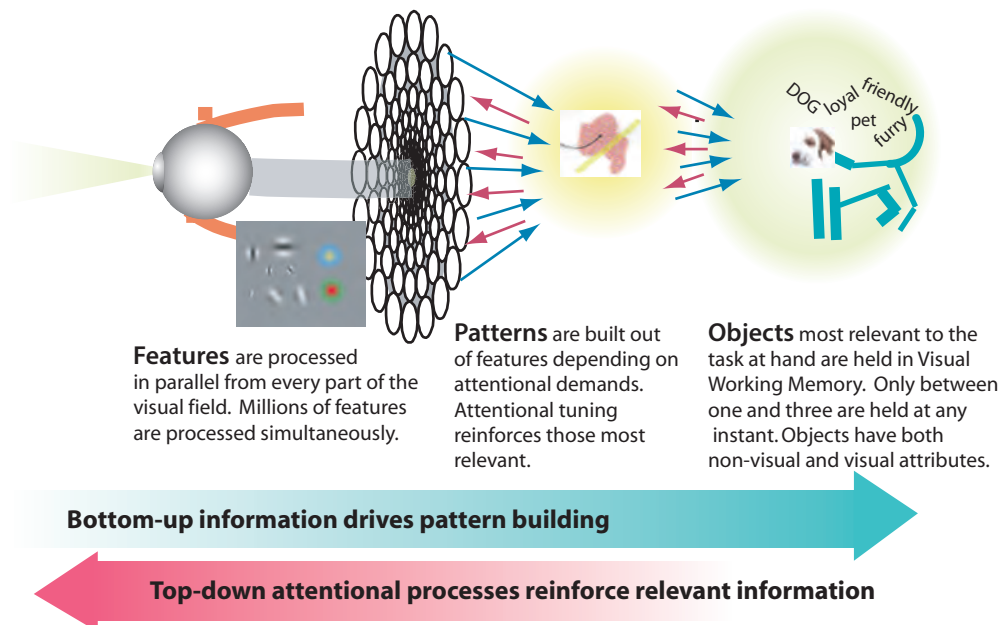 DOG
loyal
friendly
pet
furry
Features are processed
in parallel from every part of the
visual field. Millions of features
are processed simultaneously.
Patterns are built out
of features depending on
attentional demands.
Attentional tuning
reinforces those most
relevant.
Objects most relevant to the
task at hand are held in Visual
Working Memory. Only between
one and three are held at any
instant. Objects have both
non-visual and visual attributes.
Bottom-up information drives pattern building
Top-down attentional processes reinforce relevant information